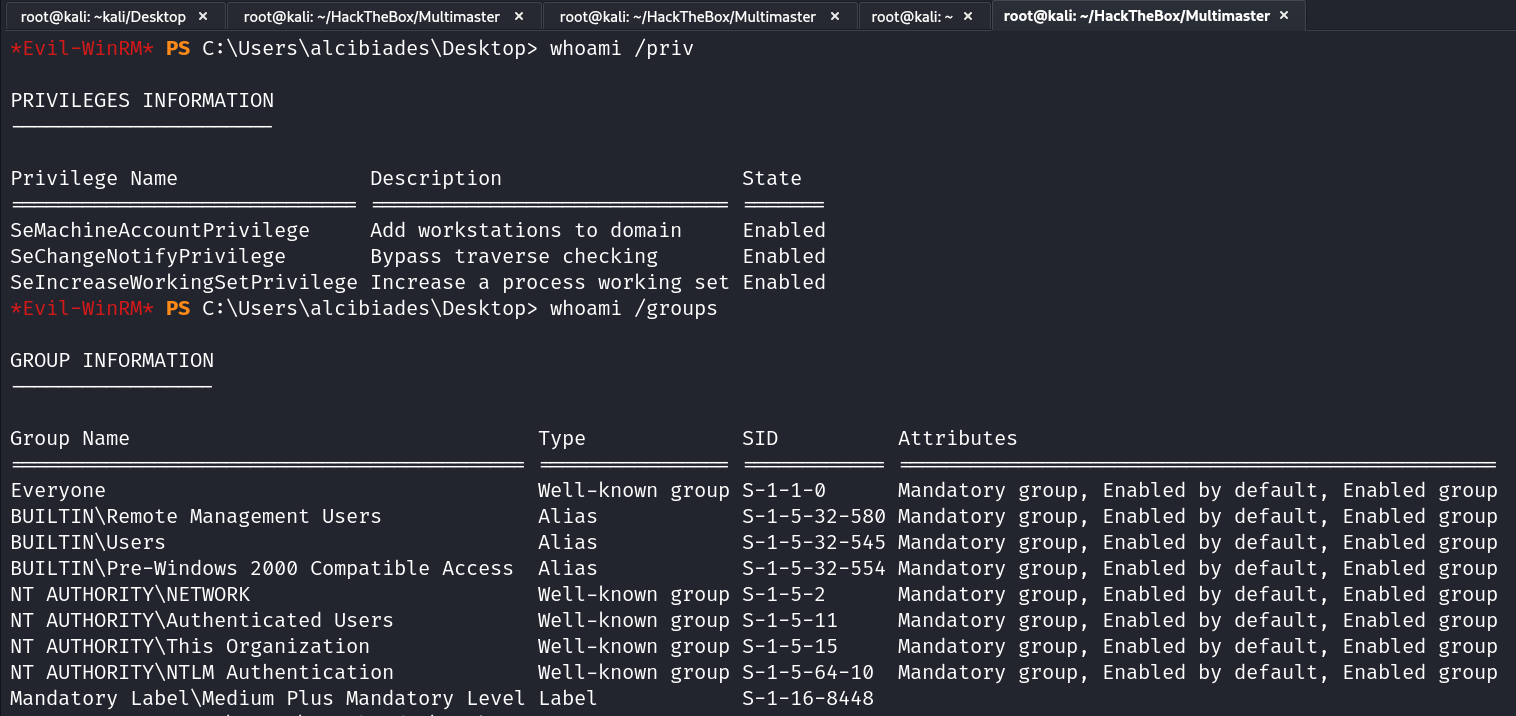 root@kali: ~kali/Desktop × root@kali: ~/HackTheBox/Multimaster × root@kali: ~/HackTheBox/Multimaster × root@kali: ~ × root@kali: ~/HackTheBox/Multimaster ×
*Evil-WinRM* PS C:\Users\alcibiades\Desktop> whoami /priv
PRIVILEGES INFORMATION
----------------------
Privilege Name Description State
============================= ============================== =======
SeMachineAccountPrivilege Add workstations to domain Enabled
SeChangeNotifyPrivilege Bypass traverse checking Enabled
SeIncreaseWorkingSetPrivilege Increase a process working set Enabled
*Evil-WinRM* PS C:\Users\alcibiades\Desktop> whoami /groups
GROUP INFORMATION
-----------------
Group Name Type SID Attributes
=========================================== ================ ============ ==================================================
Everyone Well-known group S-1-1-0 Mandatory group, Enabled by default, Enabled group
BUILTIN\Remote Management Users Alias S-1-5-32-580 Mandatory group, Enabled by default, Enabled group
BUILTIN\Users Alias S-1-5-32-545 Mandatory group, Enabled by default, Enabled group
BUILTIN\Pre-Windows 2000 Compatible Access Alias S-1-5-32-554 Mandatory group, Enabled by default, Enabled group
NT AUTHORITY\NETWORK Well-known group S-1-5-2 Mandatory group, Enabled by default, Enabled group
NT AUTHORITY\Authenticated Users Well-known group S-1-5-11 Mandatory group, Enabled by default, Enabled group
NT AUTHORITY\This Organization Well-known group S-1-5-15 Mandatory group, Enabled by default, Enabled group
NT AUTHORITY\NTLM Authentication Well-known group S-1-5-64-10 Mandatory group, Enabled by default, Enabled group
Mandatory Label\Medium Plus Mandatory Level Label S-1-16-8448